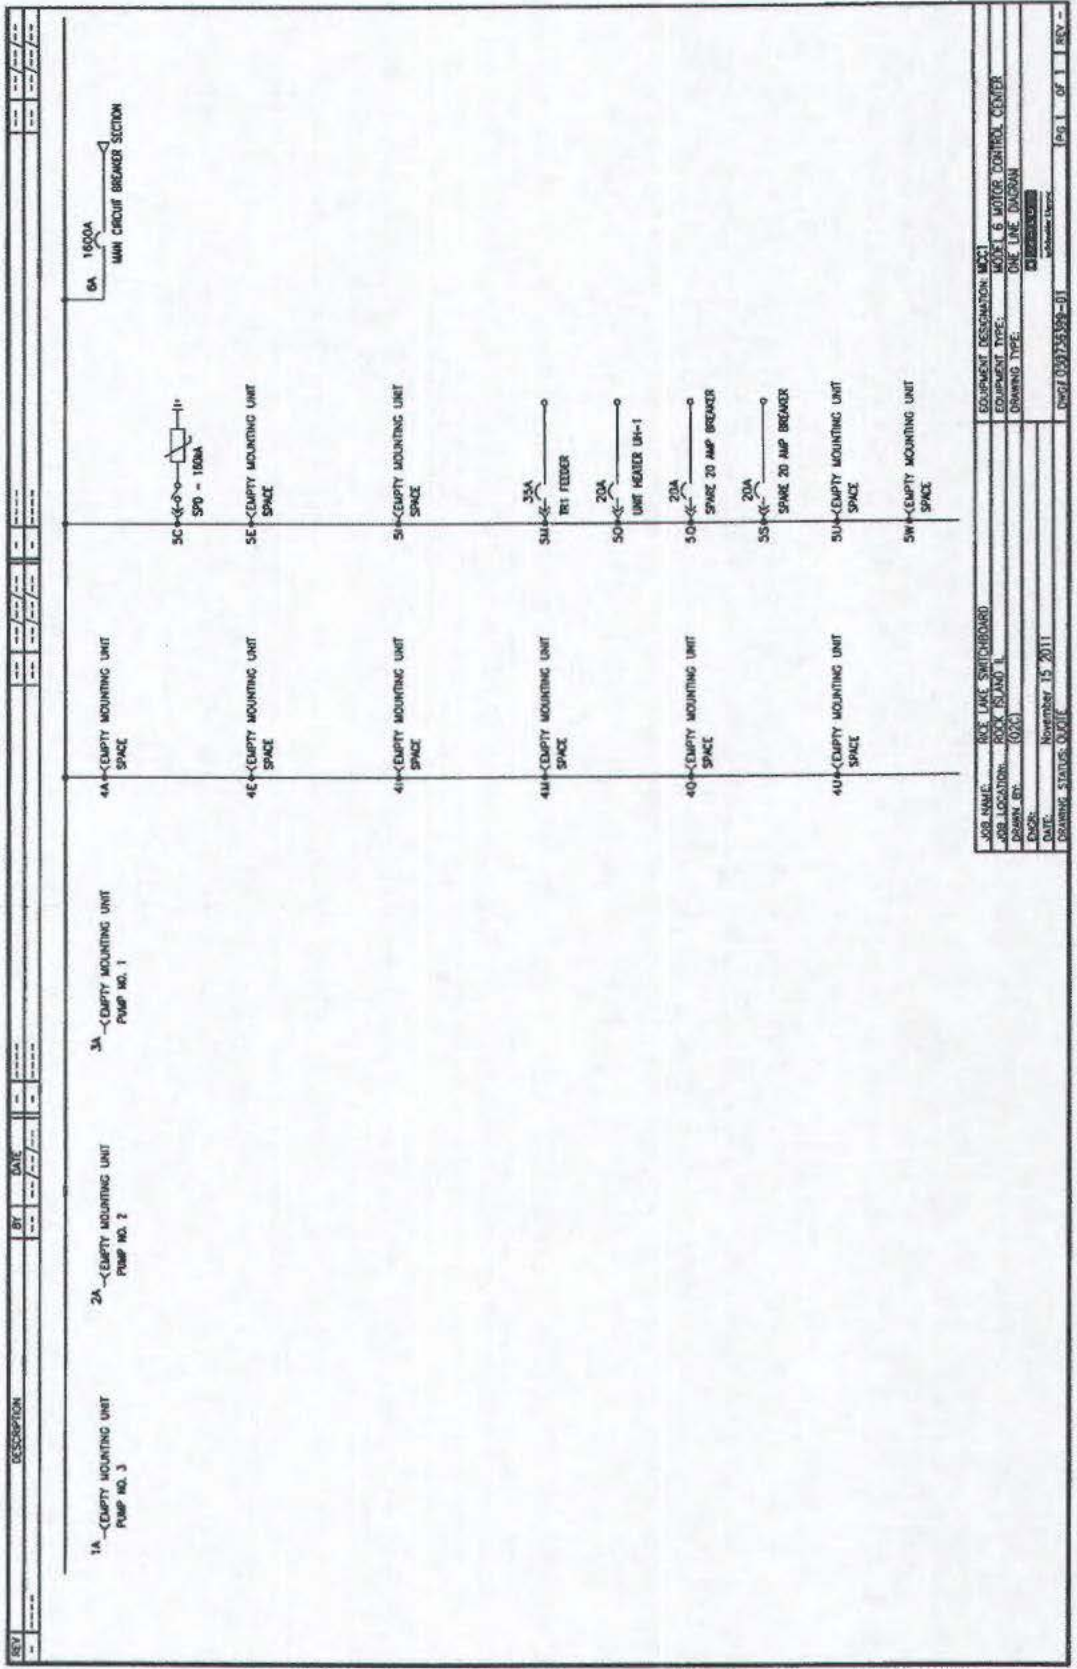 REV DESCRIPTION BY DATE
- ---- -- --/--/-- - ---- -- --/--/-- - ---- -- --/--/--
1A EMPTY MOUNTING UNIT
PUMP NO. 3
2A EMPTY MOUNTING UNIT
PUMP NO. 2
3A EMPTY MOUNTING UNIT
PUMP NO. 1
4A EMPTY MOUNTING UNIT
SPACE
4E EMPTY MOUNTING UNIT
SPACE
4I EMPTY MOUNTING UNIT
SPACE
4M EMPTY MOUNTING UNIT
SPACE
4Q EMPTY MOUNTING UNIT
SPACE
4U EMPTY MOUNTING UNIT
SPACE
5C
SPD - 160kA
5E EMPTY MOUNTING UNIT
SPACE
5I EMPTY MOUNTING UNIT
SPACE
5M 35A
TR1 FEEDER
5O 20A
UNIT HEATER UH-1
5Q 20A
SPARE 20 AMP BREAKER
5S 20A
SPARE 20 AMP BREAKER
5U EMPTY MOUNTING UNIT
SPACE
5W EMPTY MOUNTING UNIT
SPACE
6A 1600A
MAIN CIRCUIT BREAKER SECTION
JOB NAME: RICE LAKE SWITCHBOARD
JOB LOCATION: ROCK ISLAND IL
DRAWN BY:
ENGR:
DATE: November 15 2011
DRAWING STATUS: QUOTE
EQUIPMENT DESIGNATION: MCC1
EQUIPMENT TYPE: MODEL 6 MOTOR CONTROL CENTER
DRAWING TYPE: ONE LINE DIAGRAM
Pg 1 OF 1 REV -